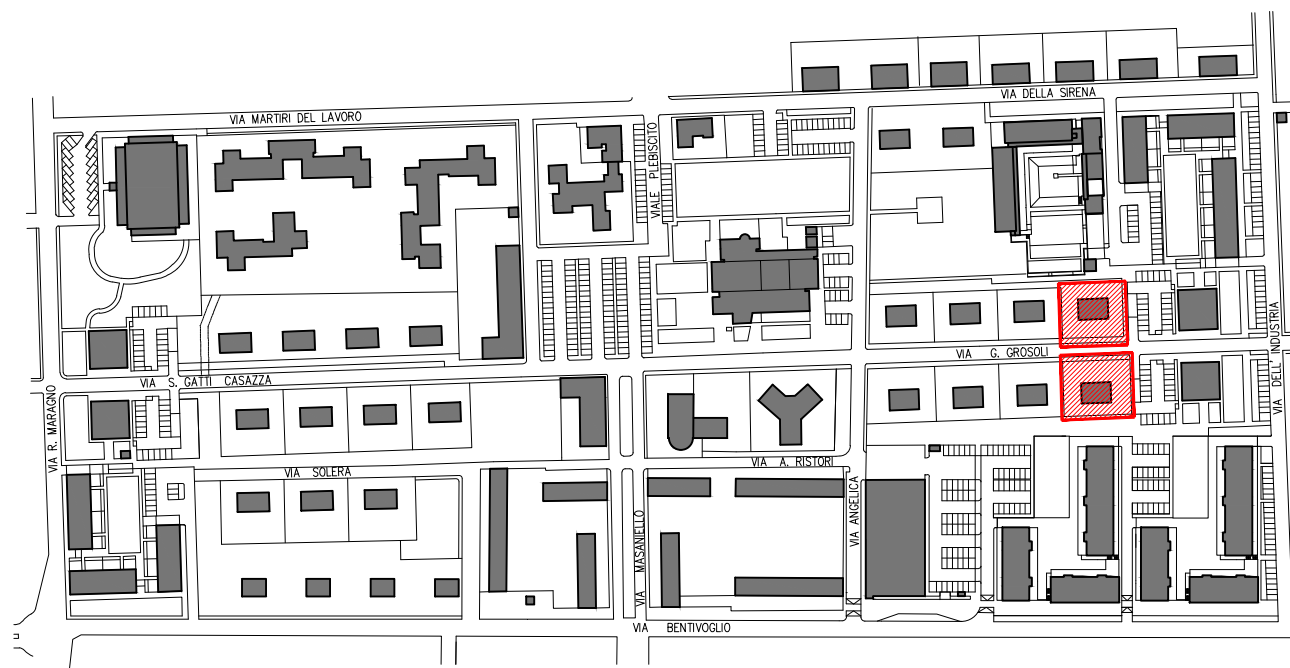 VIA DELLA SIRENA
VIA MARTIRI DEL LAVORO
VIALE PLEBISCITO
VIA DELL'INDUSTRIA
VIA G. GROSOLI
VIA S. GATTI CASAZZA
VIA R. MARAGNO
VIA A. RISTORI
VIA SOLERA
VIA ANGELICA
VIA MASANIELLO
VIA BENTIVOGLIO